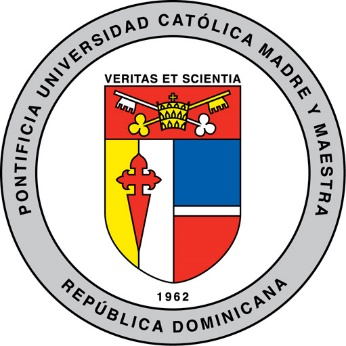 PONTIFICIA UNIVERSIDAD CATÓLICA MADRE Y MAESTRA
VERITAS ET SCIENTIA
1962
REPÚBLICA DOMINICANA